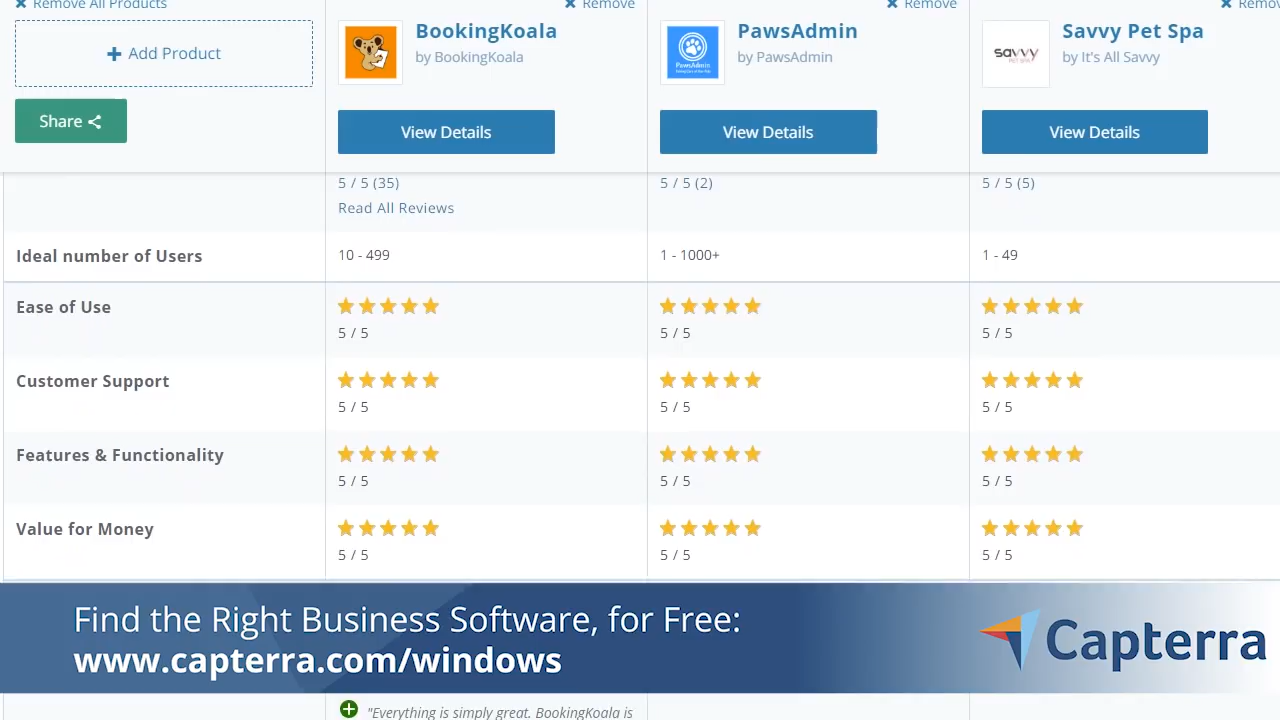 Remove All Products
Remove
Remove
Remov
Add Product
BookingKoala
by BookingKoala
PawsAdmin
PawsAdmin
by PawsAdmin
savvy
PET SPA
Savvy Pet Spa
by It's All Savvy
Share
View Details
View Details
View Details
5 / 5 (35)
5 / 5 (2)
5 / 5 (5)
Read All Reviews
Ideal number of Users
10 - 499
1 - 1000+
1 - 49
Ease of Use
5 / 5
5 / 5
5 / 5
Customer Support
5 / 5
5 / 5
5 / 5
Features & Functionality
5 / 5
5 / 5
5 / 5
Value for Money
5 / 5
5 / 5
5 / 5
Find the Right Business Software, for Free:
www.capterra.com/windows
Capterra
"Everything is simply great. BookingKoala is